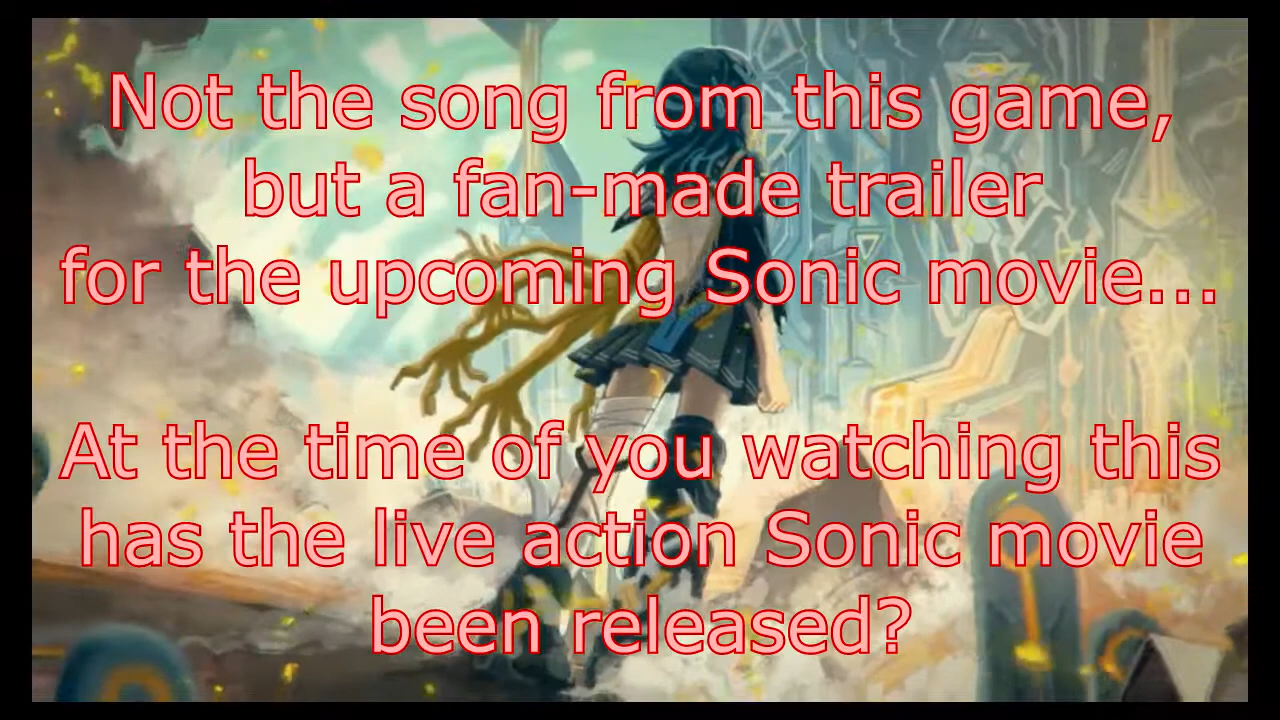 Not the song from this game,
but a fan-made trailer
for the upcoming Sonic movie...
At the time of you watching this
has the live action Sonic movie
been released?